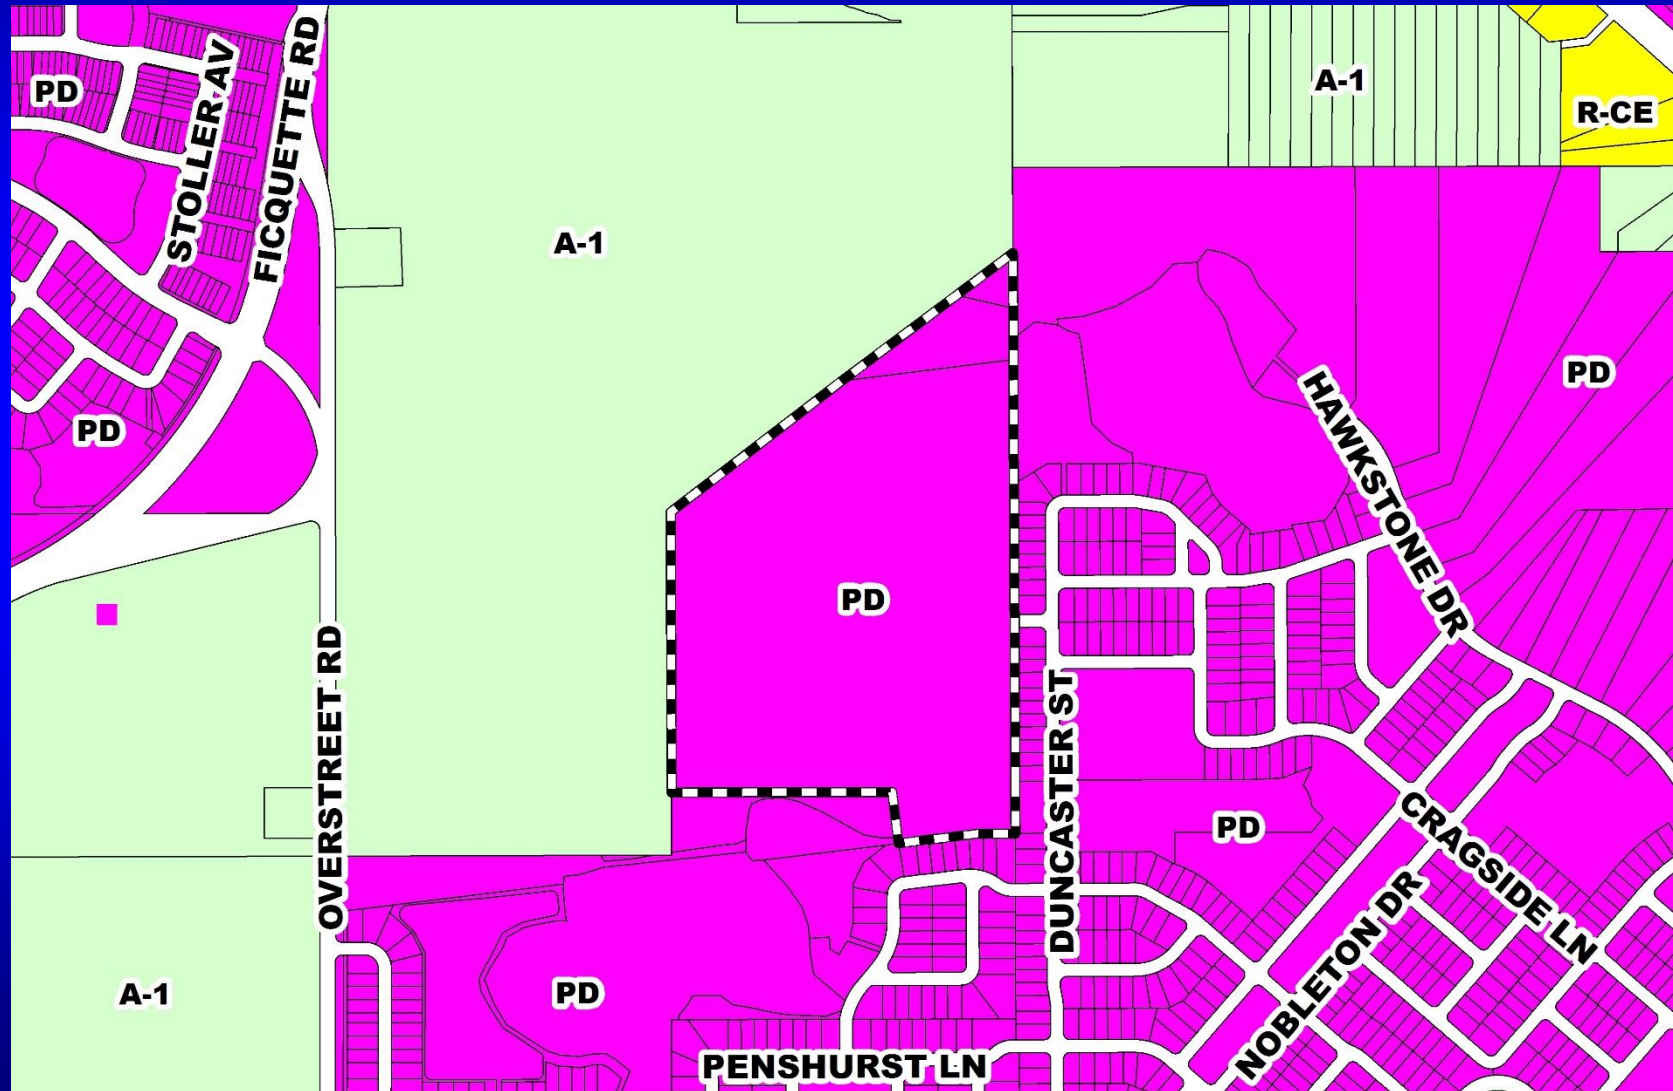 STOLLER AV
FICQUETTE RD
PD
A-1
R-CE
A-1
PD
HAWKSTONE DR
PD
PD
OVERSTREET RD
DUNCASTER ST
PD
CRAGSIDE LN
NOBLETON DR
A-1
PD
PENSHURST LN